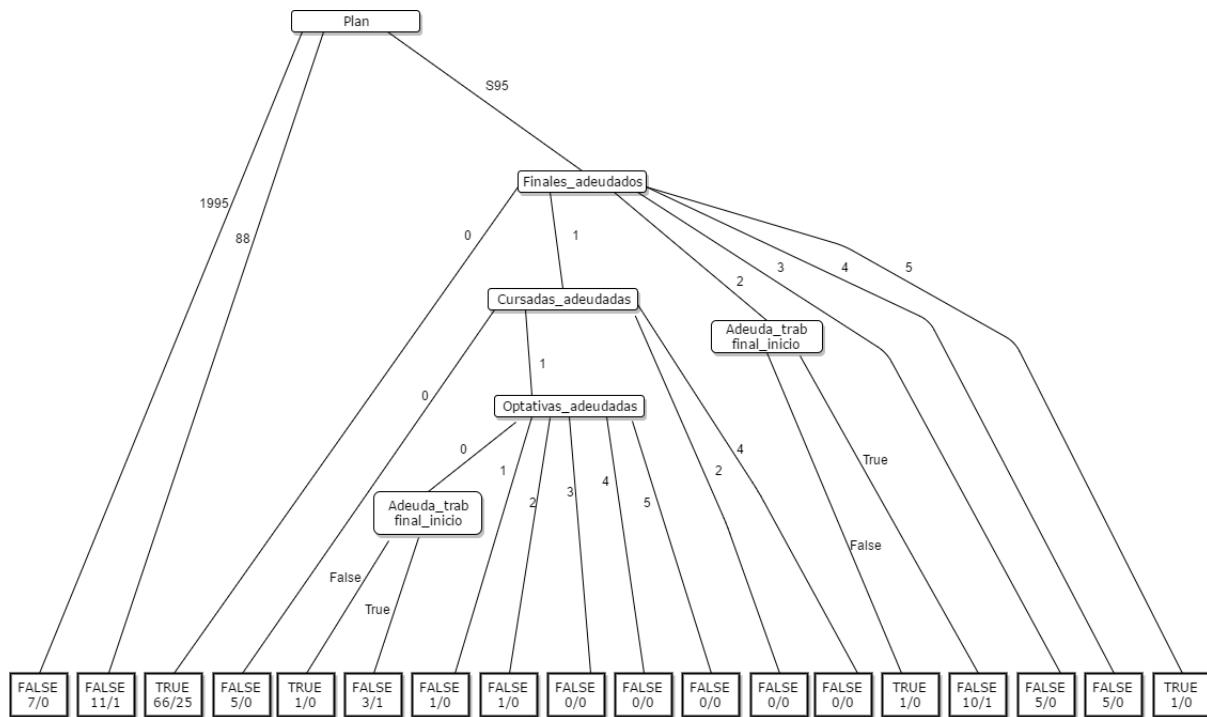 Plan
S95
Finales_adeudados
1995
88
0
1
2
3
4
5
Cursadas_adeudadas
Adeuda_trab
final_inicio
0
1
2
4
Optativas_adeudadas
0
1
2
3
4
5
True
False
Adeuda_trab
final_inicio
False
True
FALSE
7/0
FALSE
11/1
TRUE
66/25
FALSE
5/0
TRUE
1/0
FALSE
3/1
FALSE
1/0
FALSE
1/0
FALSE
0/0
FALSE
0/0
FALSE
0/0
FALSE
0/0
FALSE
0/0
TRUE
1/0
FALSE
10/1
FALSE
5/0
FALSE
5/0
TRUE
1/0